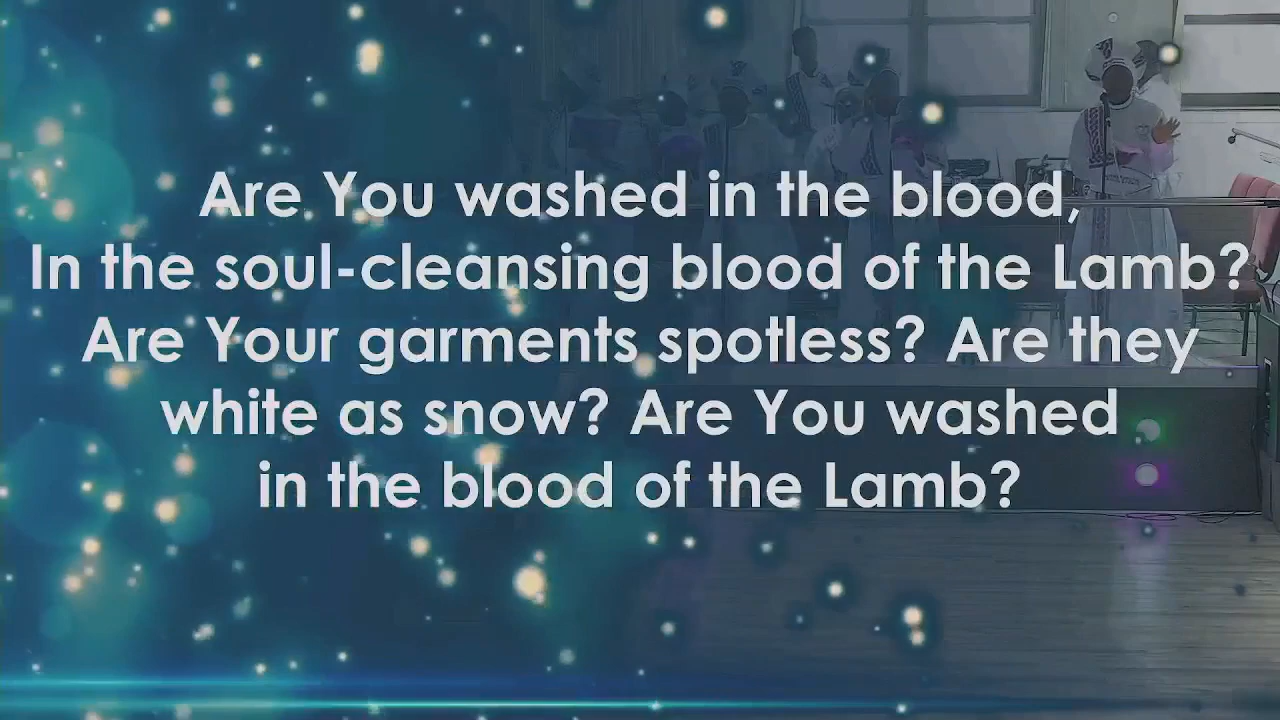 Are You washed in the blood,
In the soul-cleansing blood of the Lamb?
Are Your garments spotless? Are they
white as snow? Are You washed
in the blood of the Lamb?